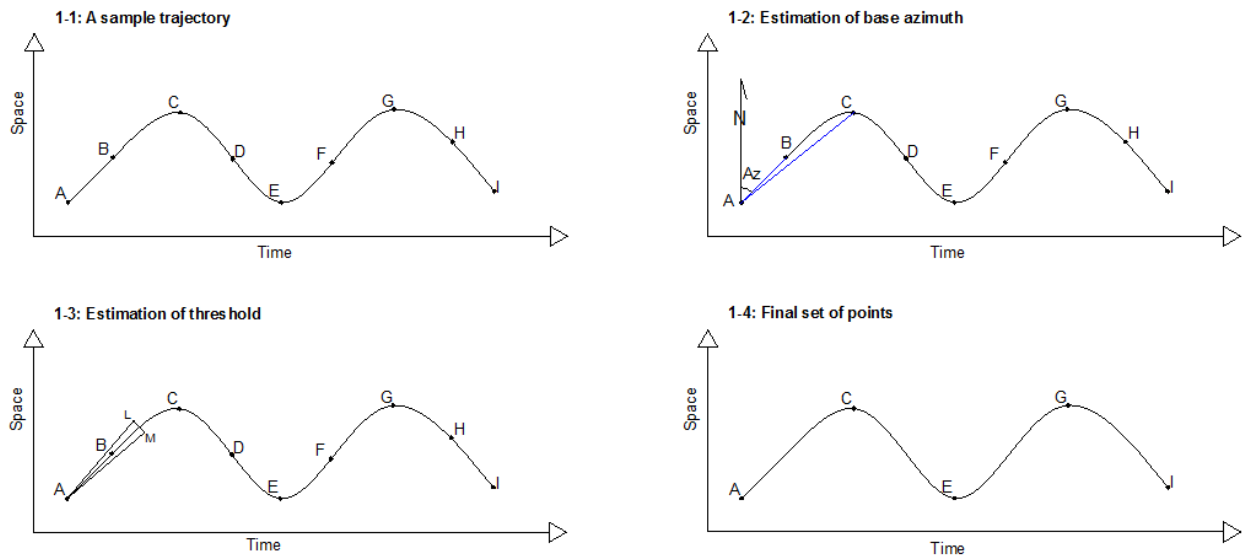 1-1: A sample trajectory
Space
A
B
C
D
E
F
G
H
I
Time
1-2: Estimation of base azimuth
Space
N
Az
A
B
C
D
E
F
G
H
I
Time
1-3: Estimation of threshold
Space
A
B
L
M
C
D
E
F
G
H
I
Time
1-4: Final set of points
Space
A
C
E
G
I
Time